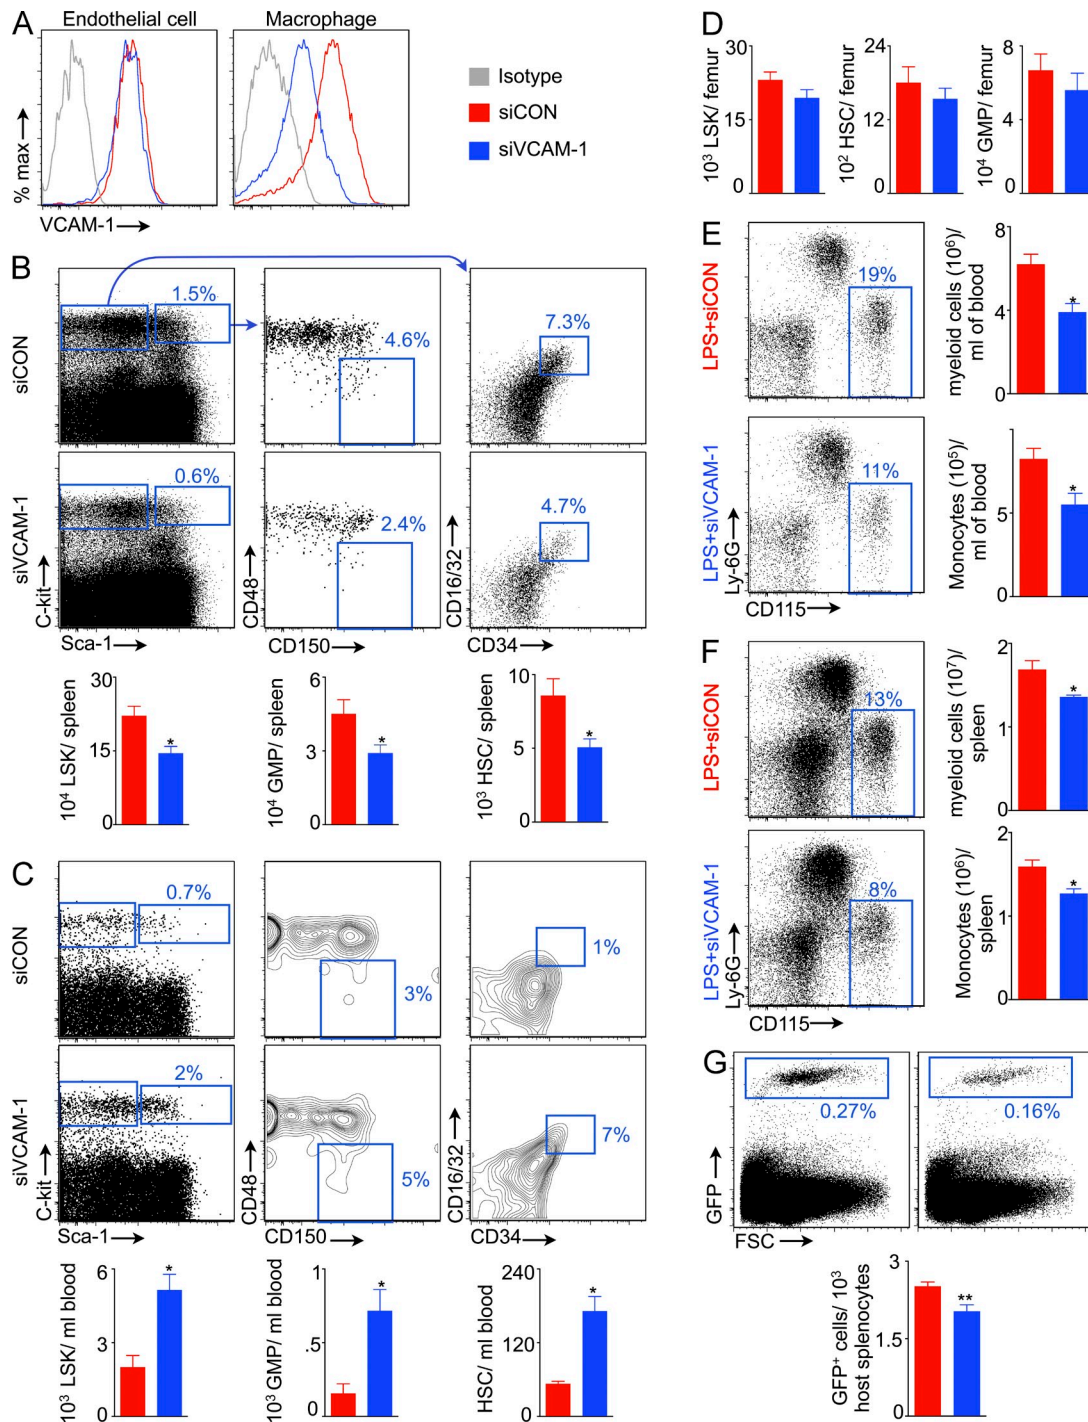 A
Endothelial cell
Macrophage
% max
VCAM-1
Isotype
siCON
siVCAM-1
B
siCON
1.5%
4.6%
7.3%
siVCAM-1
0.6%
2.4%
4.7%
C-kit
Sca-1
CD48
CD150
CD16/32
CD34
10⁴ LSK/ spleen
30
15
0
*
10⁴ GMP/ spleen
6
3
0
*
10³ HSC/ spleen
10
5
0
*
C
siCON
0.7%
3%
1%
siVCAM-1
2%
5%
7%
C-kit
Sca-1
CD48
CD150
CD16/32
CD34
10³ LSK/ ml blood
6
3
0
*
10³ GMP/ ml blood
1
.5
0
*
HSC/ ml blood
240
120
0
*
D
10³ LSK/ femur
30
15
0
10² HSC/ femur
24
12
0
10⁴ GMP/ femur
8
4
0
E
LPS+siCON
19%
LPS+siVCAM-1
11%
Ly-6G
CD115
myeloid cells (10⁶)/
ml of blood
8
4
0
*
Monocytes (10⁵)/
ml of blood
5
0
*
F
LPS+siCON
13%
LPS+siVCAM-1
8%
Ly-6G
CD115
myeloid cells (10⁷)/
spleen
2
1
0
*
Monocytes (10⁶)/
spleen
2
1
0
*
G
0.27%
0.16%
GFP
FSC
GFP⁺ cells/ 10³
host splenocytes
3
1.5
0
**